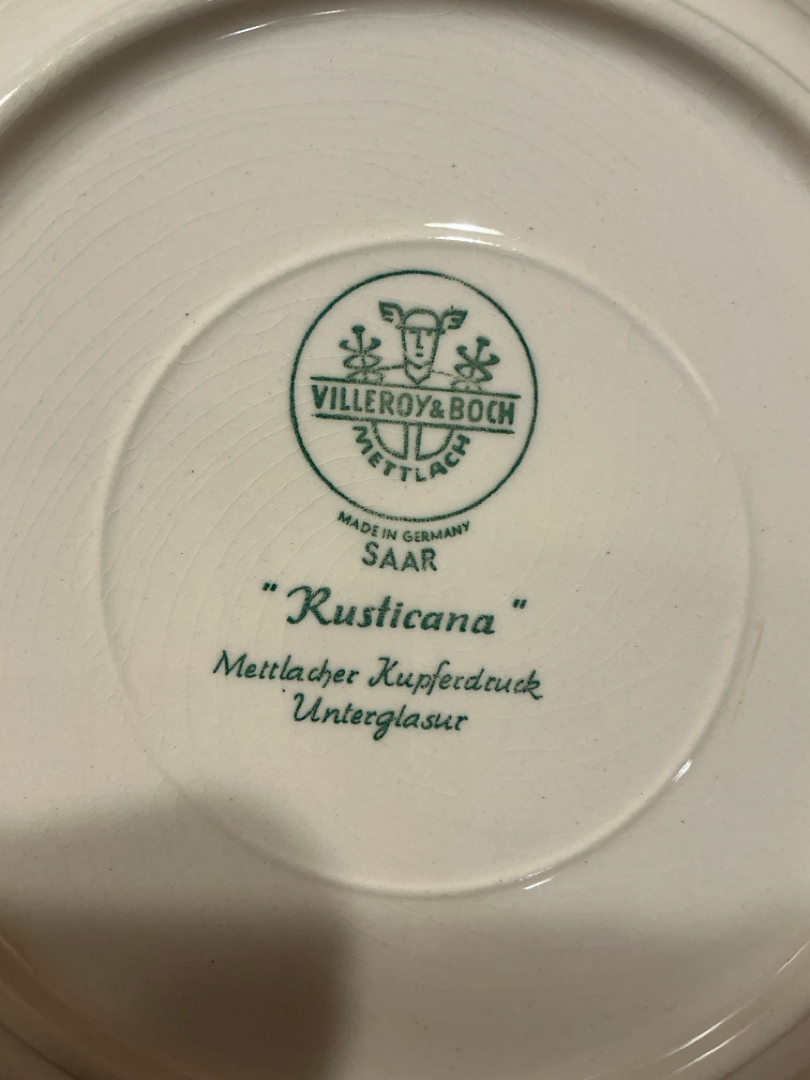 VILLEROY & BOCH
METTLACH
MADE IN GERMANY
SAAR
"Rusticana"
Mettlacher Kupferdruck
Unterglasur